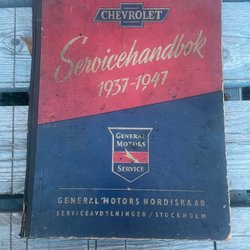 CHEVROLET
Servicehandbok
1937-1947
GENERAL
MOTORS
SERVICE
GENERAL MOTORS NORDISKA AB
SERVICEAVDELNINGEN / STOCKHOLM